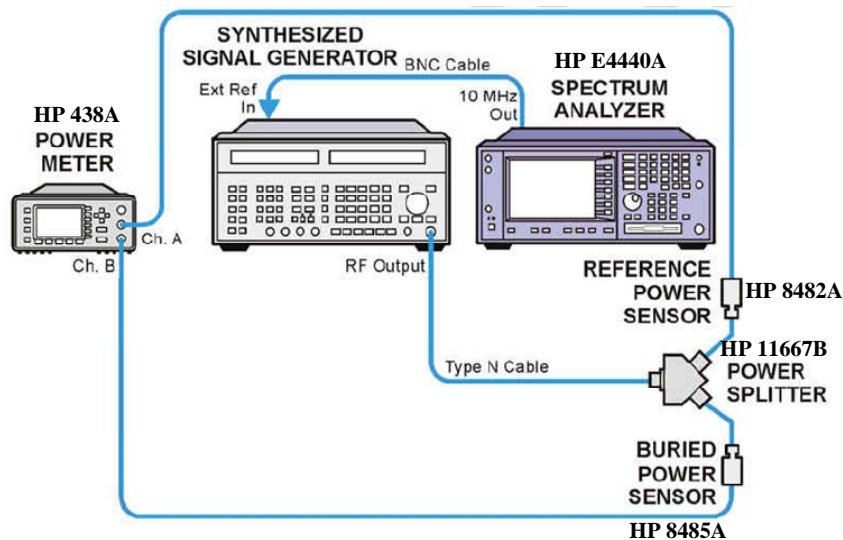 SYNTHESIZED
SIGNAL GENERATOR
BNC Cable
HP E4440A
SPECTRUM
ANALYZER
Ext Ref
In
10 MHz
Out
HP 438A
POWER
METER
Ch. A
Ch. B
RF Output
REFERENCE
POWER
SENSOR
HP 8482A
HP 11667B
POWER
SPLITTER
Type N Cable
BURIED
POWER
SENSOR
HP 8485A